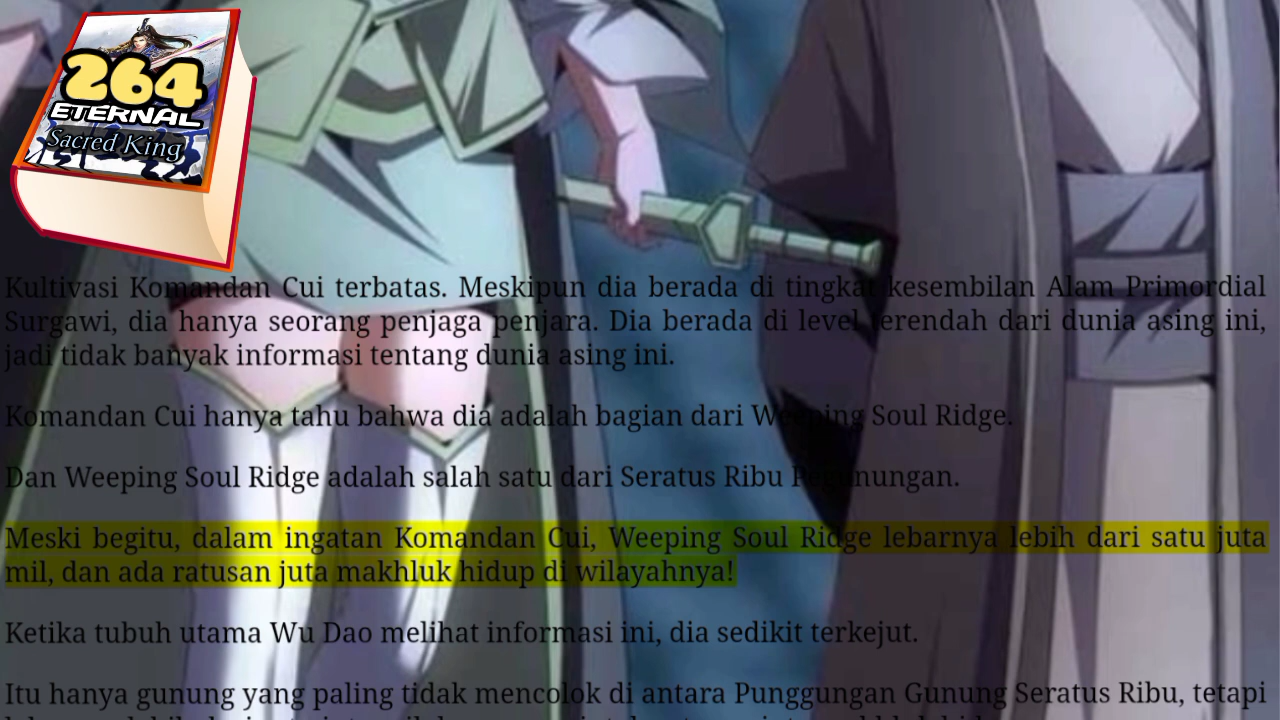 264
ETERNAL
Sacred King
Kultivasi Komandan Cui terbatas. Meskipun dia berada di tingkat kesembilan Alam Primordial
Surgawi, dia hanya seorang penjaga penjara. Dia berada di level terendah dari dunia asing ini,
jadi tidak banyak informasi tentang dunia asing ini.
Komandan Cui hanya tahu bahwa dia adalah bagian dari Weeping Soul Ridge.
Dan Weeping Soul Ridge adalah salah satu dari Seratus Ribu Pegunungan.
Meski begitu, dalam ingatan Komandan Cui, Weeping Soul Ridge lebarnya lebih dari satu juta
mil, dan ada ratusan juta makhluk hidup di wilayahnya!
Ketika tubuh utama Wu Dao melihat informasi ini, dia sedikit terkejut.
Itu hanya gunung yang paling tidak mencolok di antara Punggungan Gunung Seratus Ribu, tetapi